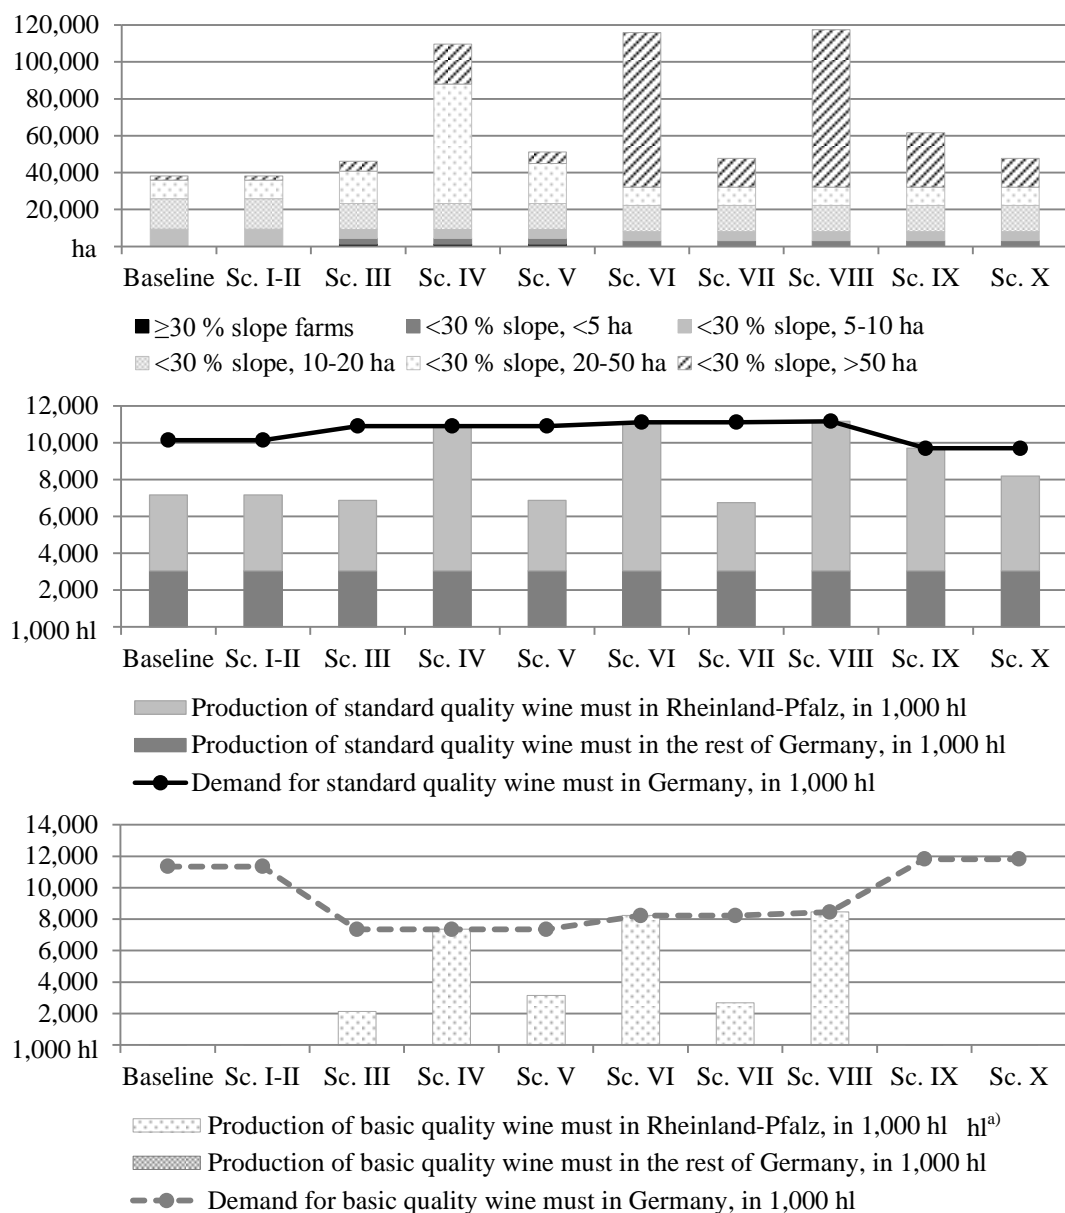 120,000
100,000
80,000
60,000
40,000
20,000
ha
Baseline Sc. I-II Sc. III Sc. IV Sc. V Sc. VI Sc. VII Sc. VIII Sc. IX Sc. X
≥30 % slope farms <30 % slope, <5 ha <30 % slope, 5-10 ha
<30 % slope, 10-20 ha <30 % slope, 20-50 ha <30 % slope, >50 ha
12,000
10,000
8,000
6,000
4,000
2,000
1,000 hl
Baseline Sc. I-II Sc. III Sc. IV Sc. V Sc. VI Sc. VII Sc. VIII Sc. IX Sc. X
Production of standard quality wine must in Rheinland-Pfalz, in 1,000 hl
Production of standard quality wine must in the rest of Germany, in 1,000 hl
Demand for standard quality wine must in Germany, in 1,000 hl
14,000
12,000
10,000
8,000
6,000
4,000
2,000
1,000 hl
Baseline Sc. I-II Sc. III Sc. IV Sc. V Sc. VI Sc. VII Sc. VIII Sc. IX Sc. X
Production of basic quality wine must in Rheinland-Pfalz, in 1,000 hl hl^a)
Production of basic quality wine must in the rest of Germany, in 1,000 hl
Demand for basic quality wine must in Germany, in 1,000 hl